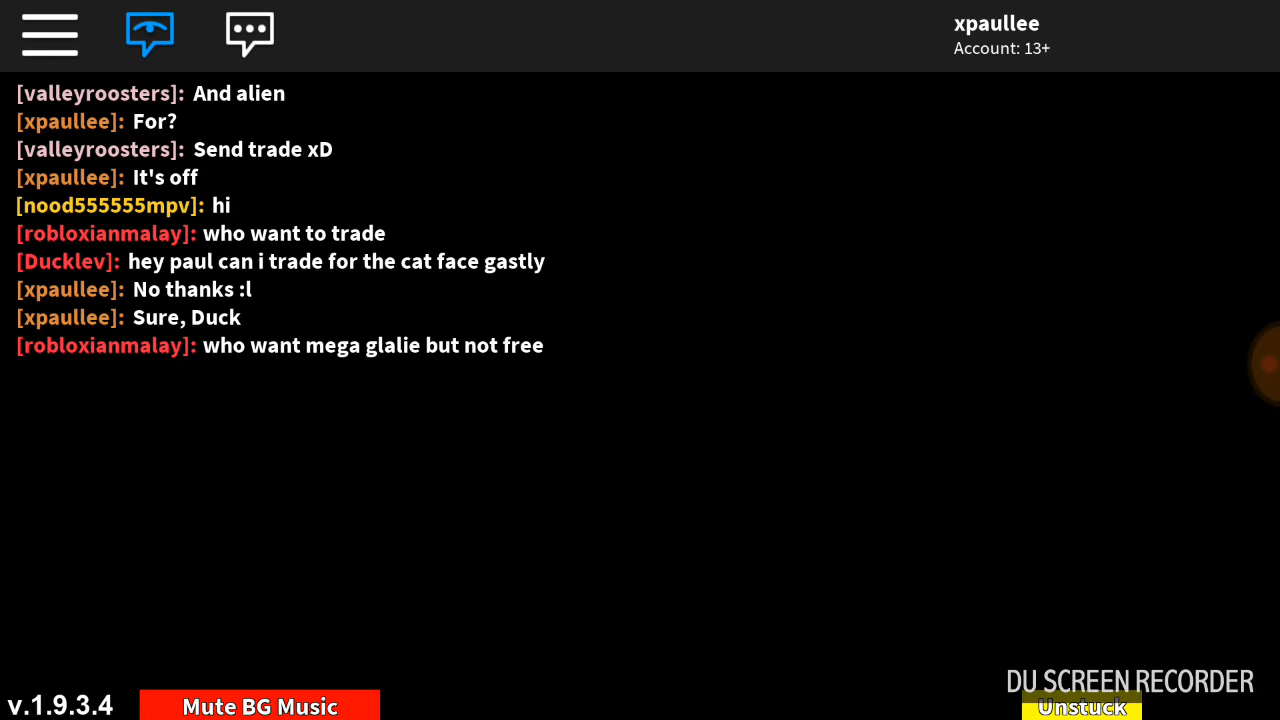 xpaullee
Account: 13+
[valleyroosters]: And alien
[xpaullee]: For?
[valleyroosters]: Send trade xD
[xpaullee]: It's off
[nood555555mpv]: hi
[robloxianmalay]: who want to trade
[Ducklev]: hey paul can i trade for the cat face gastly
[xpaullee]: No thanks :l
[xpaullee]: Sure, Duck
[robloxianmalay]: who want mega glalie but not free
DU SCREEN RECORDER
v.1.9.3.4
Mute BG Music
Unstuck